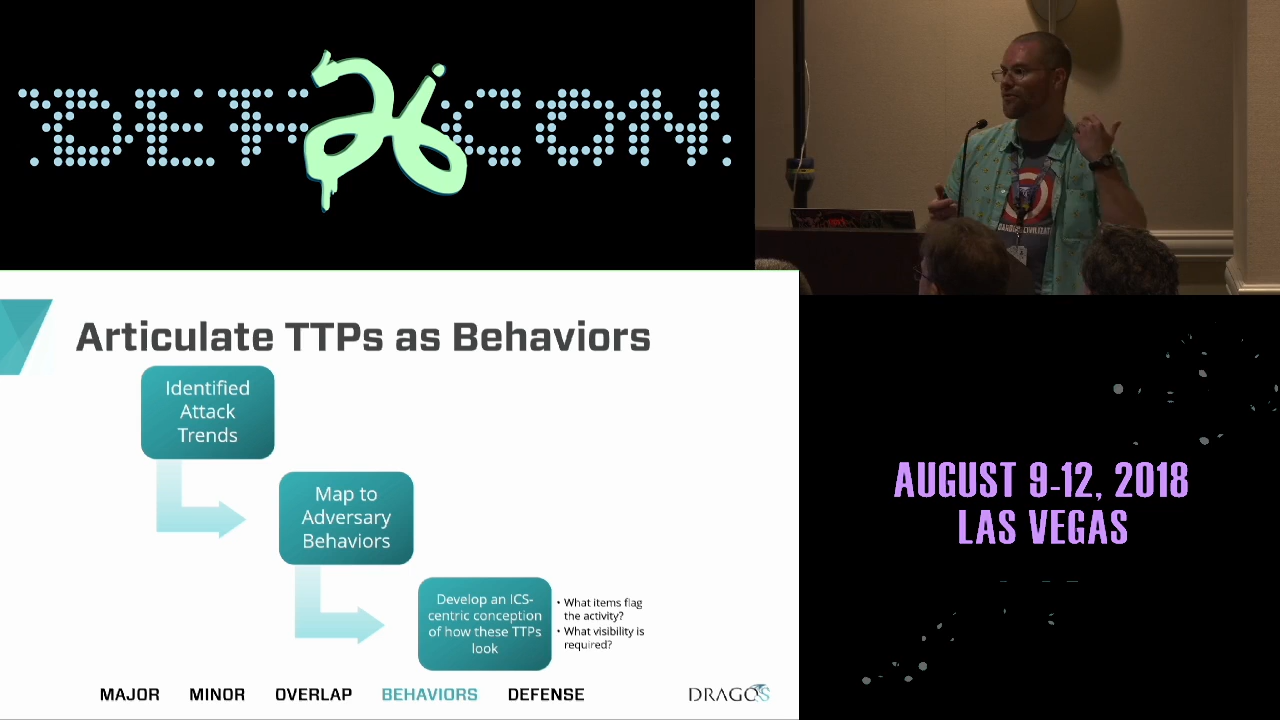 DEF 26 CON
Articulate TTPs as Behaviors
Identified
Attack
Trends
Map to
Adversary
Behaviors
Develop an ICS-
centric conception
of how these TTPs
look
• What items flag
the activity?
• What visibility is
required?
MAJOR MINOR OVERLAP BEHAVIORS DEFENSE
DRAGOS
AUGUST 9-12, 2018
LAS VEGAS